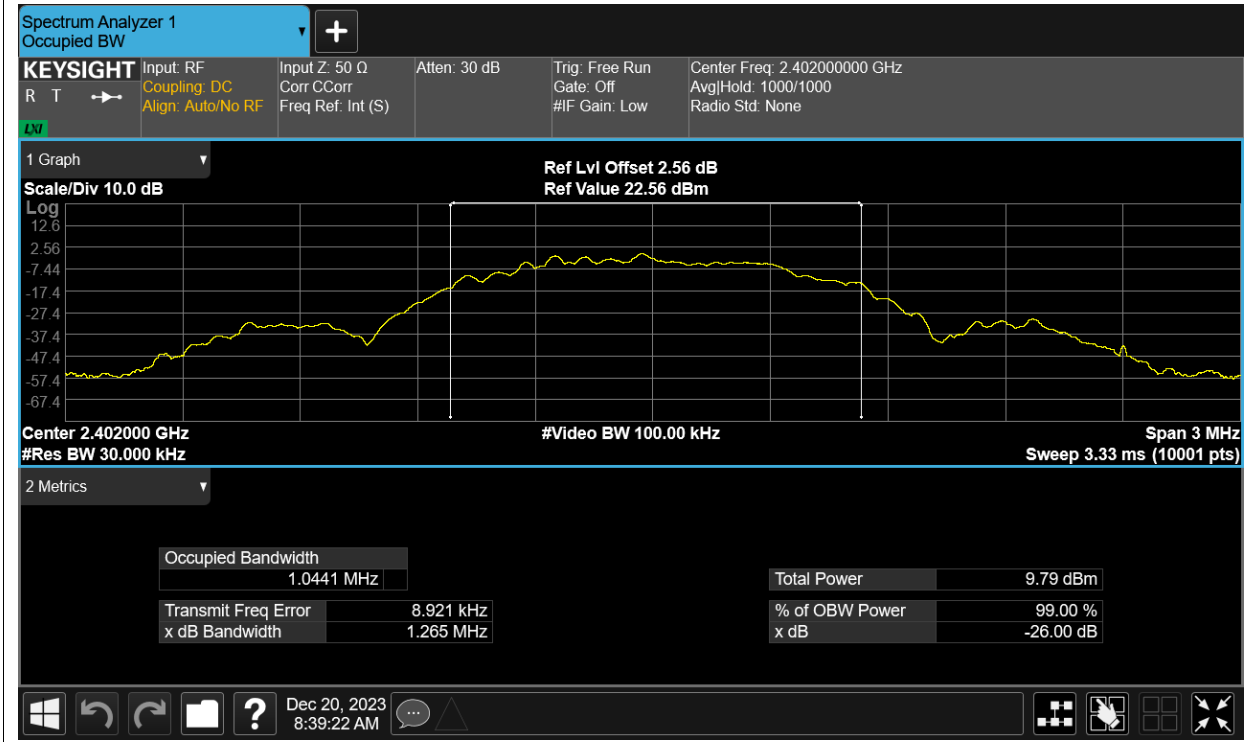 Spectrum Analyzer 1
Occupied BW
KEYSIGHT
R T
LXI
Input: RF
Coupling: DC
Align: Auto/No RF
Input Z: 50 Ω
Corr CCorr
Freq Ref: Int (S)
Atten: 30 dB
Trig: Free Run
Gate: Off
#IF Gain: Low
Center Freq: 2.402000000 GHz
Avg|Hold: 1000/1000
Radio Std: None
1 Graph
Scale/Div 10.0 dB
Ref Lvl Offset 2.56 dB
Ref Value 22.56 dBm
Log
12.6
2.56
-7.44
-17.4
-27.4
-37.4
-47.4
-57.4
-67.4
Center 2.402000 GHz
#Video BW 100.00 kHz
Span 3 MHz
#Res BW 30.000 kHz
Sweep 3.33 ms (10001 pts)
2 Metrics
Occupied Bandwidth
1.0441 MHz
Total Power 9.79 dBm
Transmit Freq Error 8.921 kHz
% of OBW Power 99.00 %
x dB Bandwidth 1.265 MHz
x dB -26.00 dB
?
Dec 20, 2023
8:39:22 AM